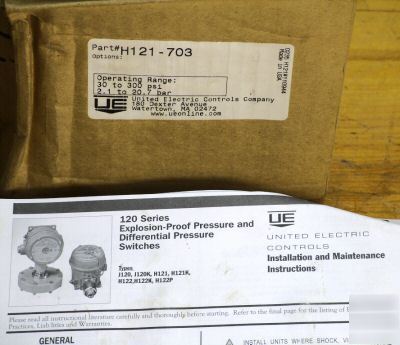 Part#H121-703
Options:
Operating Range:
30 to 300 psi
2.1 to 20.7 bar
UE
United Electric Controls Company
180 Dexter Avenue
Watertown, MA 02472
www.ueonline.com
Made in USA
120 Series
Explosion-Proof Pressure and
Differential Pressure
Switches
Types
J120, J120K, H121, H121K,
H122, H122K, H122P
UE
UNITED ELECTRIC
CONTROLS
Installation and Maintenance
Instructions
Please read all instructional literature carefully and thoroughly before starting. Refer to the final page for the listing of
Practices, Liabilities and Warranties.
GENERAL
INSTALL UNITS WHERE SHOCK,